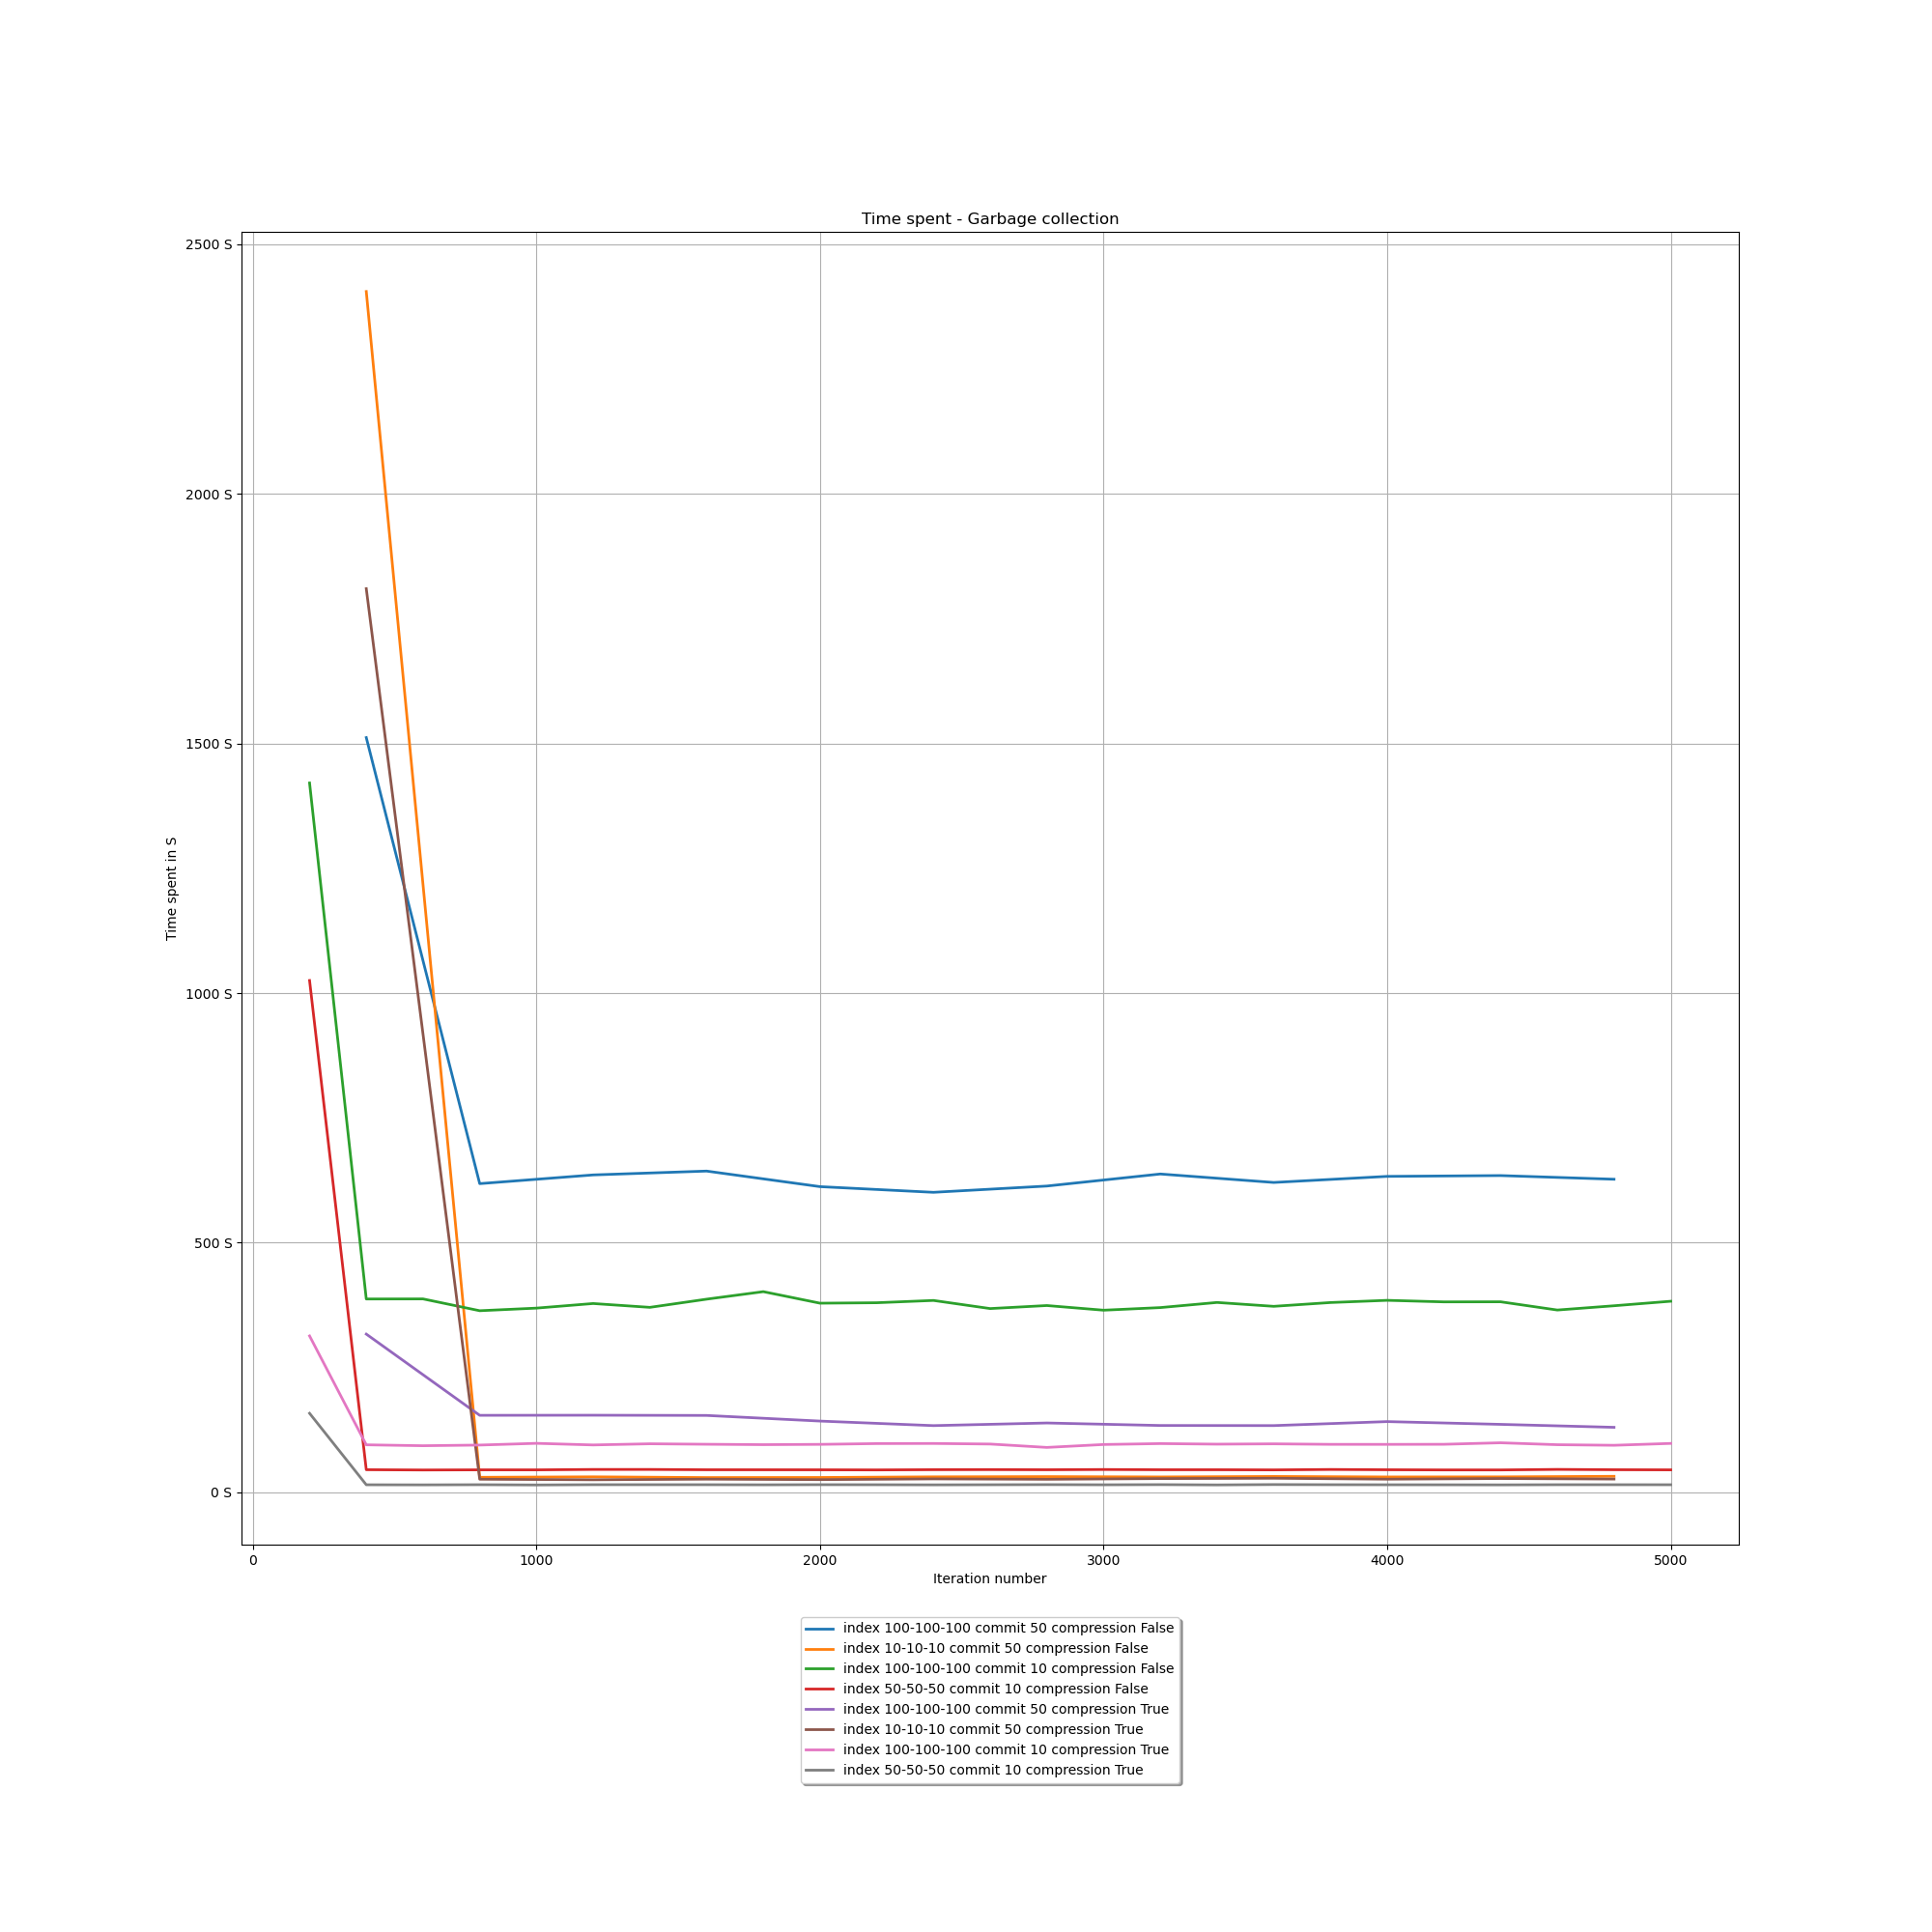 Time spent - Garbage collection
2500 S
2000 S
1500 S
1000 S
500 S
0 S
Time spent in S
0 1000 2000 3000 4000 5000
Iteration number
index 100-100-100 commit 50 compression False
index 10-10-10 commit 50 compression False
index 100-100-100 commit 10 compression False
index 50-50-50 commit 10 compression False
index 100-100-100 commit 50 compression True
index 10-10-10 commit 50 compression True
index 100-100-100 commit 10 compression True
index 50-50-50 commit 10 compression True